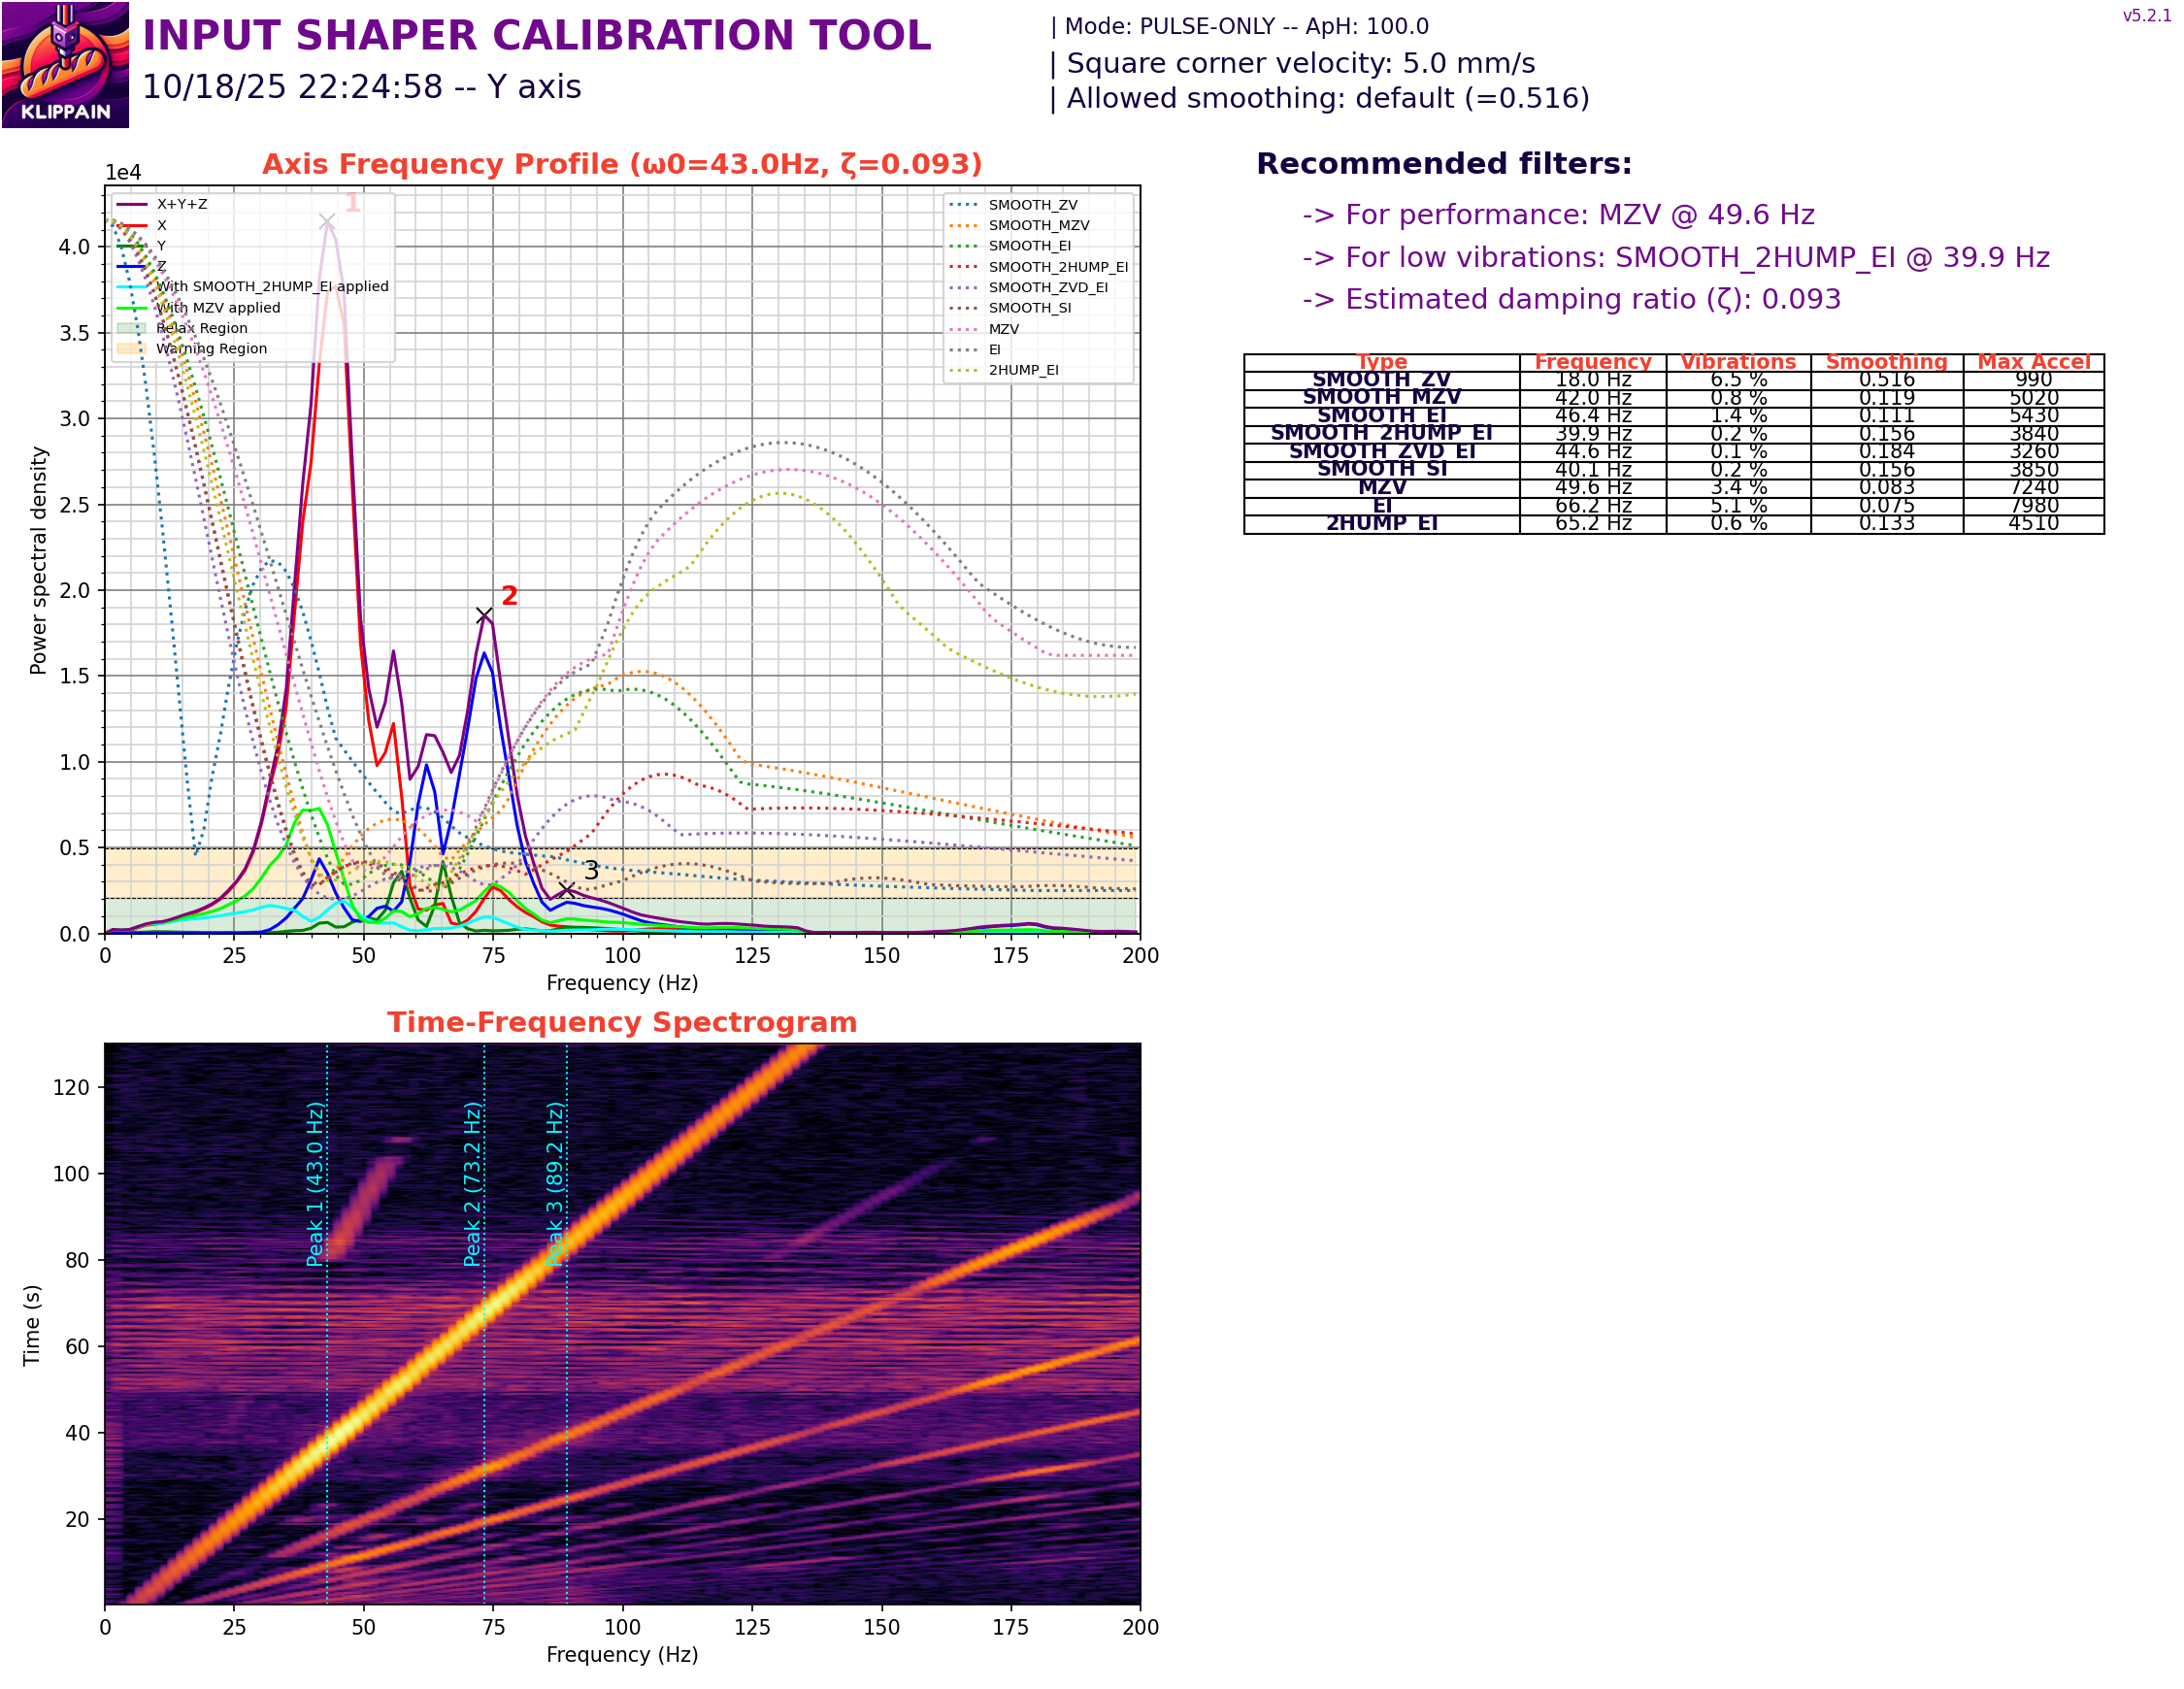 KLIPPAIN
INPUT SHAPER CALIBRATION TOOL
10/18/25 22:24:58 -- Y axis
| Mode: PULSE-ONLY -- ApH: 100.0
| Square corner velocity: 5.0 mm/s
| Allowed smoothing: default (=0.516)
v5.2.1
Axis Frequency Profile (ω0=43.0Hz, ζ=0.093)
1e4
X+Y+Z
X
Y
Z
With SMOOTH_2HUMP_EI applied
With MZV applied
Relax Region
Warning Region
SMOOTH_ZV
SMOOTH_MZV
SMOOTH_EI
SMOOTH_2HUMP_EI
SMOOTH_ZVD_EI
SMOOTH_SI
MZV
EI
2HUMP_EI
1
2
3
Power spectral density
4.0
3.5
3.0
2.5
2.0
1.5
1.0
0.5
0.0
0 25 50 75 100 125 150 175 200
Frequency (Hz)
Recommended filters:
-> For performance: MZV @ 49.6 Hz
-> For low vibrations: SMOOTH_2HUMP_EI @ 39.9 Hz
-> Estimated damping ratio (ζ): 0.093
Type Frequency Vibrations Smoothing Max Accel
SMOOTH_ZV 18.0 Hz 6.5 % 0.516 990
SMOOTH_MZV 42.0 Hz 0.8 % 0.119 5020
SMOOTH_EI 46.4 Hz 1.4 % 0.111 5430
SMOOTH_2HUMP_EI 39.9 Hz 0.2 % 0.156 3840
SMOOTH_ZVD_EI 44.6 Hz 0.1 % 0.184 3260
SMOOTH_SI 40.1 Hz 0.2 % 0.156 3850
MZV 49.6 Hz 3.4 % 0.083 7240
EI 66.2 Hz 5.1 % 0.075 7980
2HUMP_EI 65.2 Hz 0.6 % 0.133 4510
Time-Frequency Spectrogram
Time (s)
120
100
80
60
40
20
Peak 1 (43.0 Hz)
Peak 2 (73.2 Hz)
Peak 3 (89.2 Hz)
0 25 50 75 100 125 150 175 200
Frequency (Hz)